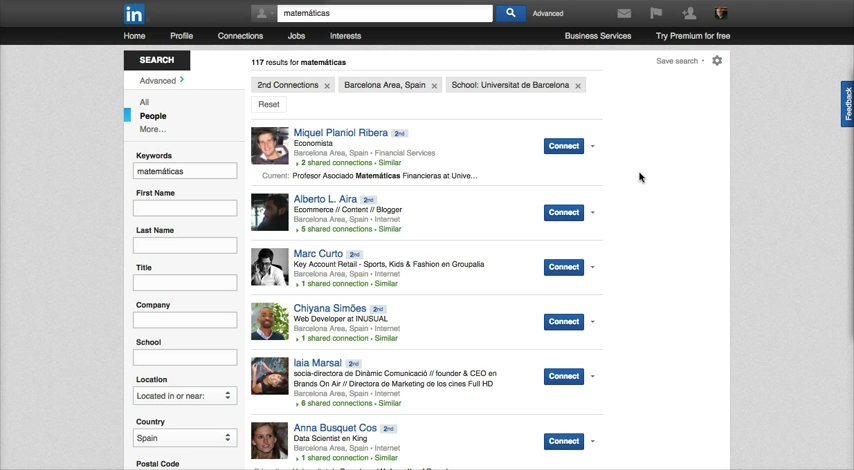 in
matemáticas
Advanced
Home
Profile
Connections
Jobs
Interests
Business Services
Try Premium for free
SEARCH
Advanced
All
People
More...
Keywords
matemáticas
First Name
Last Name
Title
Company
School
Location
Located in or near:
Country
Spain
Postal Code
117 results for matemáticas
Save search
2nd Connections ×
Barcelona Area, Spain ×
School: Universitat de Barcelona ×
Reset
Miquel Planiol Ribera 2nd
Economista
Barcelona Area, Spain • Financial Services
2 shared connections • Similar
Current: Profesor Asociado Matemáticas Financieras at Unive...
Connect
Alberto L. Aira 2nd
Ecommerce // Content // Blogger
Barcelona Area, Spain • Internet
5 shared connections • Similar
Connect
Marc Curto 2nd
Key Account Retail - Sports, Kids & Fashion en Groupalia
Barcelona Area, Spain • Internet
1 shared connection • Similar
Connect
Chiyana Simões 2nd
Web Developer at INUSUAL
Barcelona Area, Spain • Internet
1 shared connection • Similar
Connect
laia Marsal 2nd
socia-directora de Dinàmic Comunicació // founder & CEO en
Brands On Air // Directora de Marketing de los cines Full HD
Barcelona Area, Spain • Internet
6 shared connections • Similar
Connect
Anna Busquet Cos 2nd
Data Scientist en King
Barcelona Area, Spain • Internet
1 shared connection • Similar
Connect
Feedback